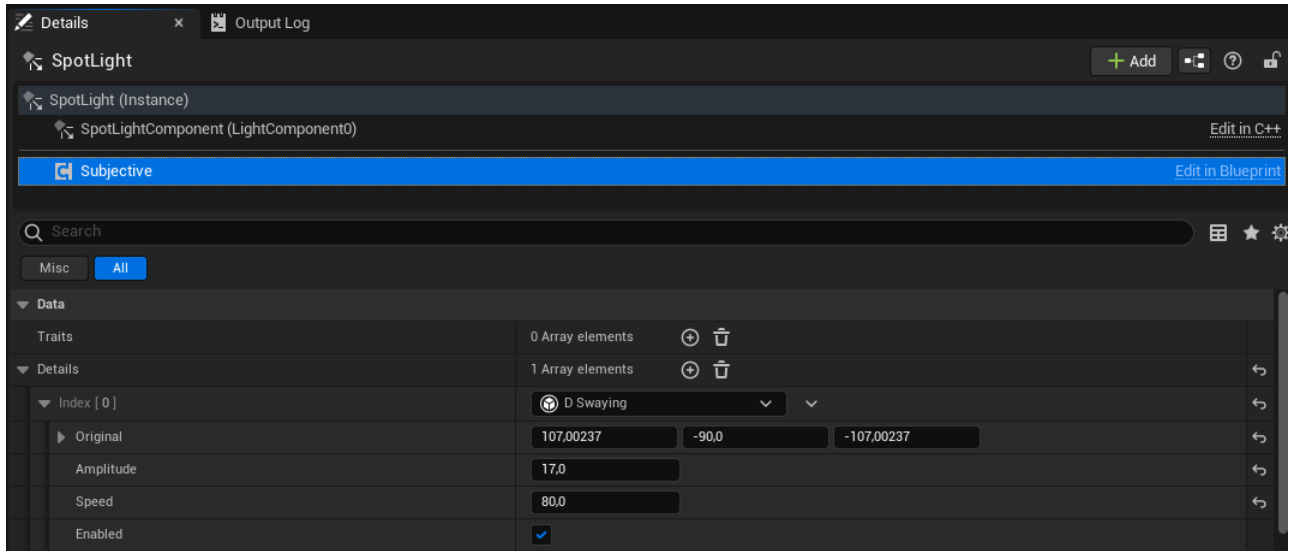 Details × Output Log
SpotLight + Add
SpotLight (Instance)
SpotLightComponent (LightComponent0) Edit in C++
Subjective Edit in Blueprint
Search
Misc All
Data
Traits 0 Array elements
Details 1 Array elements
Index [ 0 ] D Swaying
Original 107,00237 -90,0 -107,00237
Amplitude 17,0
Speed 80,0
Enabled